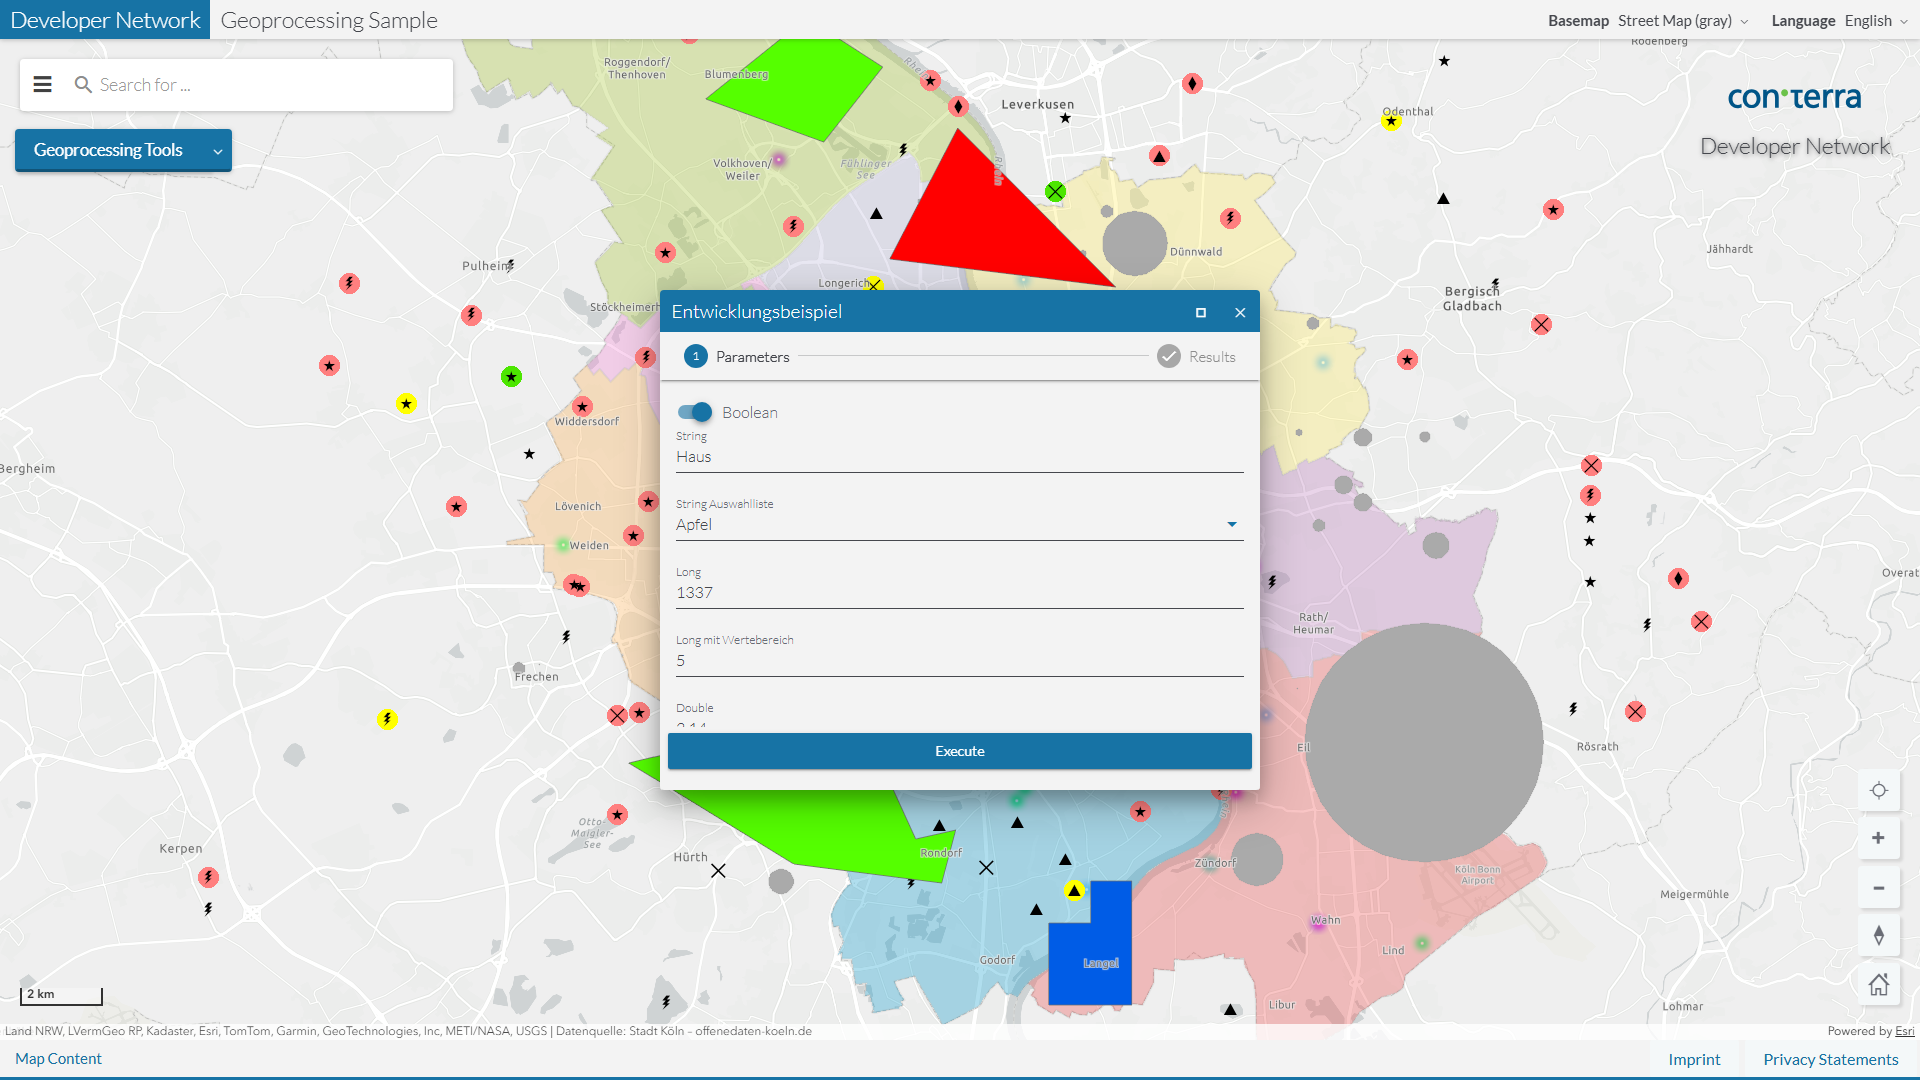 Developer Network
Geoprocessing Sample
Basemap Street Map (gray)
Language English
Search for ...
Geoprocessing Tools
con·terra
Developer Network
Rodenberg
Roggendorf/
Thenhoven
Blumenberg
Leverkusen
Odenthal
Volkhoven/
Weiler
Fühlinger
See
Rhein
Dünnwald
Jähhardt
Pulheim
Longerich
Bergisch
Gladbach
Stöckheimerh
Entwicklungsbeispiel
1 Parameters
Results
Boolean
String
Haus
String Auswahlliste
Apfel
Long
1337
Long mit Wertebereich
5
Double
Execute
Widdersdorf
Bergheim
Lövenich
Weiden
Overat
Rath/
Heumar
Frechen
Eil
Rösrath
Otto-
Maigler-
See
Kerpen
Hürth
Rondorf
Zündorf
Köln Bonn
Airport
Meigermühle
Wahn
Lind
Godorf
Langel
Libur
Lohmar
2 km
Land NRW, LVermGeo RP, Kadaster, Esri, TomTom, Garmin, GeoTechnologies, Inc, METI/NASA, USGS | Datenquelle: Stadt Köln - offenedaten-koeln.de
Powered by Esri
Map Content
Imprint
Privacy Statements